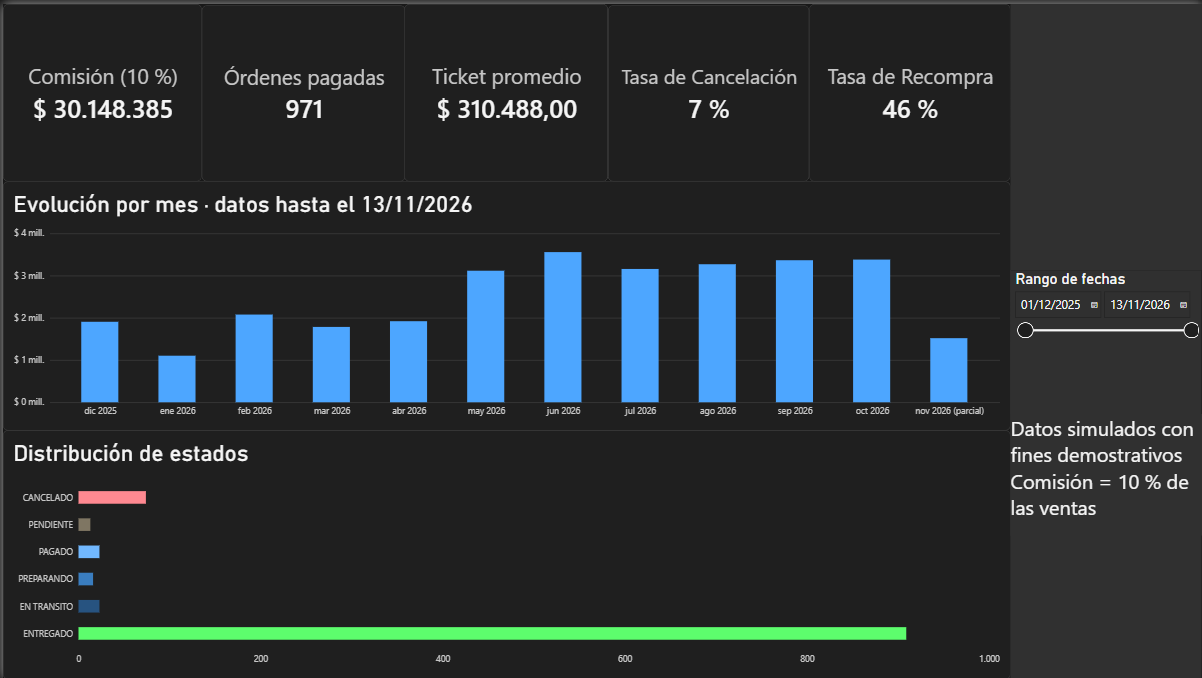 Comisión (10 %)
$ 30.148.385
Órdenes pagadas
971
Ticket promedio
$ 310.488,00
Tasa de Cancelación
7 %
Tasa de Recompra
46 %
Evolución por mes · datos hasta el 13/11/2026
$ 4 mill.
$ 3 mill.
$ 2 mill.
$ 1 mill.
$ 0 mill.
dic 2025
ene 2026
feb 2026
mar 2026
abr 2026
may 2026
jun 2026
jul 2026
ago 2026
sep 2026
oct 2026
nov 2026 (parcial)
Distribución de estados
CANCELADO
PENDIENTE
PAGADO
PREPARANDO
EN TRANSITO
ENTREGADO
0
200
400
600
800
1.000
Rango de fechas
01/12/2025
13/11/2026
Datos simulados con
fines demostrativos
Comisión = 10 % de
las ventas